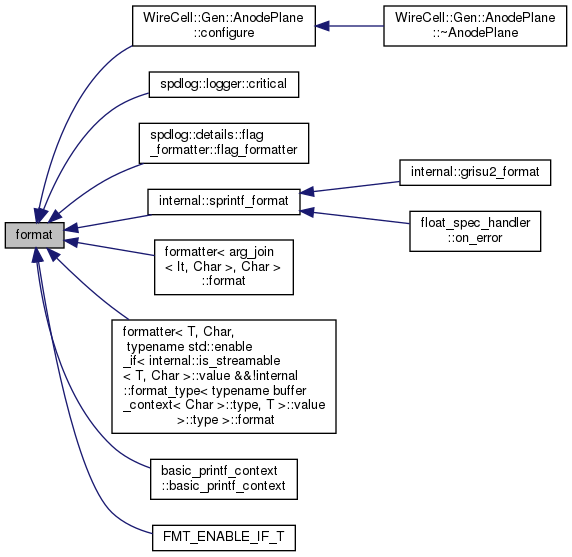 WireCell::Gen::AnodePlane
::configure
WireCell::Gen::AnodePlane
::~AnodePlane
spdlog::logger::critical
spdlog::details::flag
_formatter::flag_formatter
internal::grisu2_format
internal::sprintf_format
float_spec_handler
::on_error
format
formatter< arg_join
< It, Char >, Char >
::format
formatter< T, Char,
typename std::enable
_if< internal::is_streamable
< T, Char >::value &&!internal
::format_type< typename buffer
_context< Char >::type, T >::value
>::type >::format
basic_printf_context
::basic_printf_context
FMT_ENABLE_IF_T